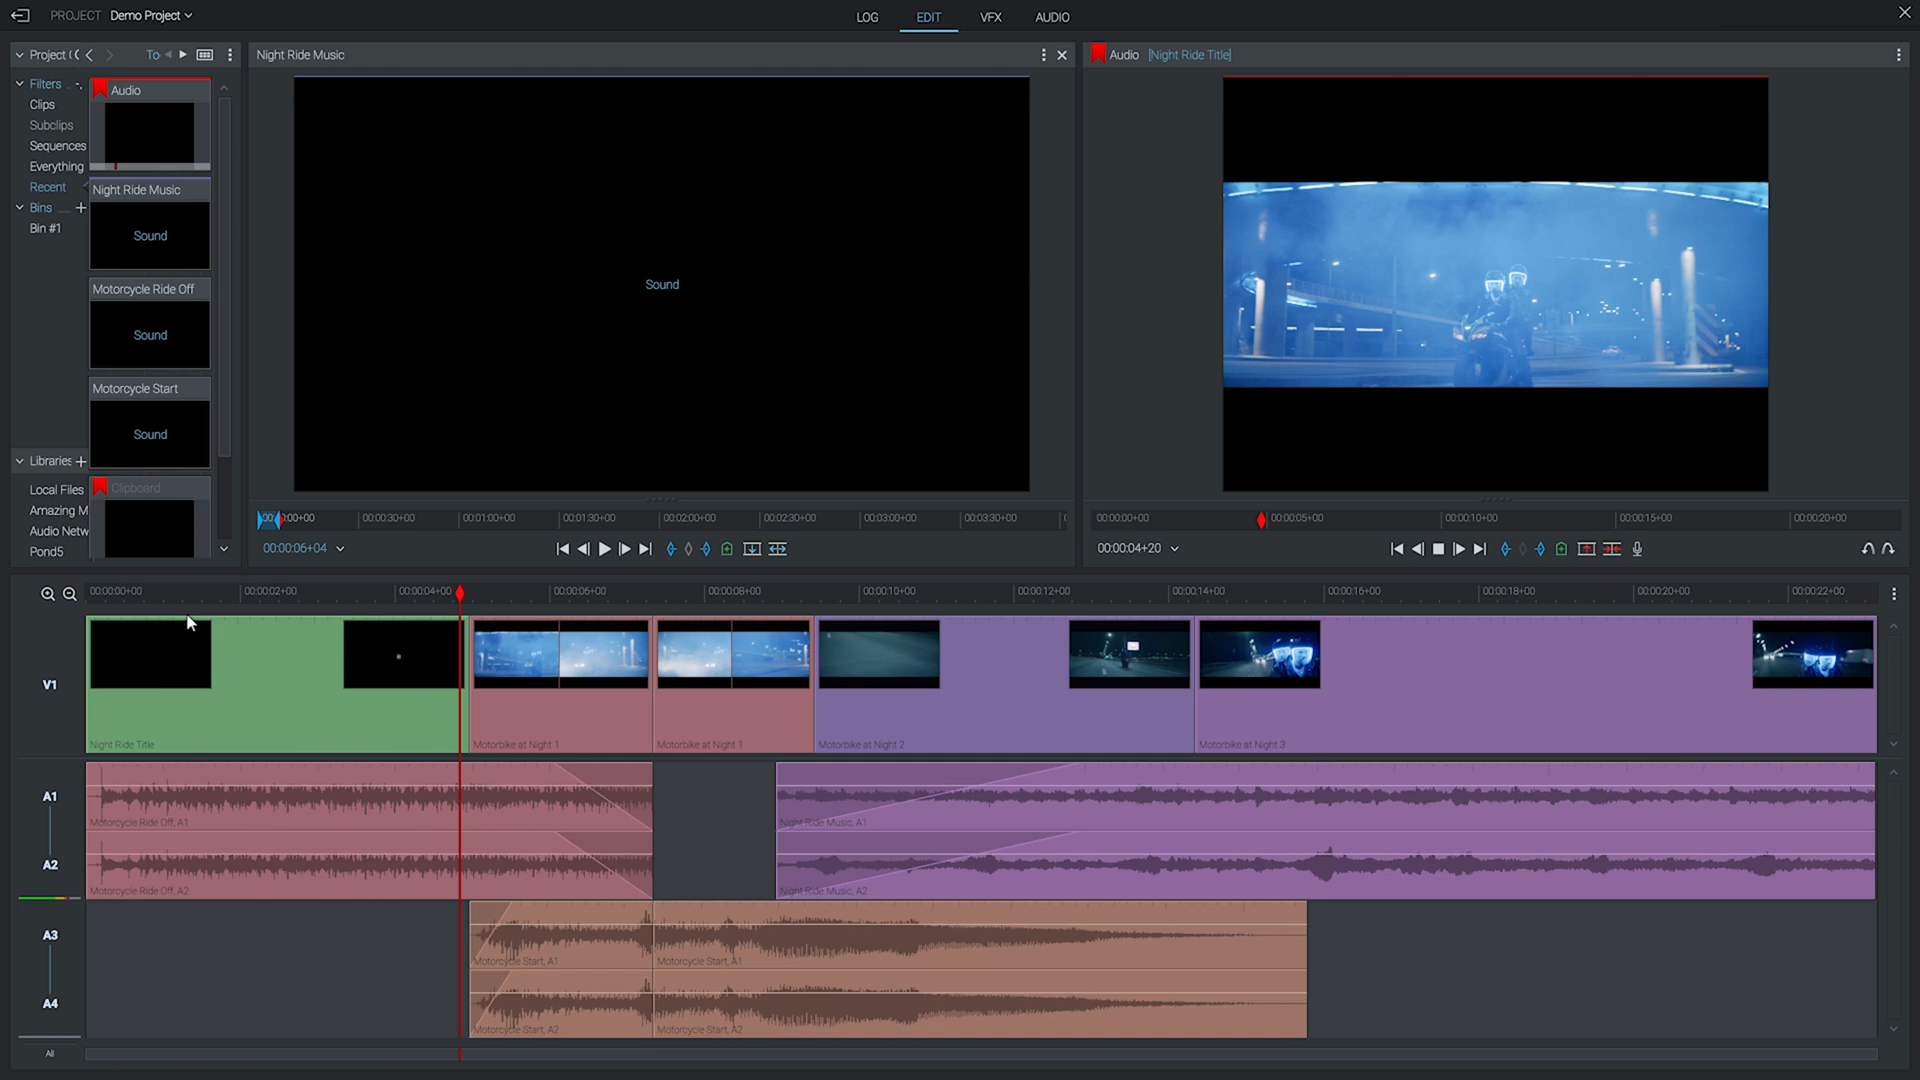 PROJECT Demo Project
LOG
EDIT
VFX
AUDIO
Project (C
To
Filters
Clips
Subclips
Sequences
Everything
Recent
Bins
Bin #1
Libraries
Local Files
Amazing M
Audio Netw
Pond5
Audio
Night Ride Music
Sound
Motorcycle Ride Off
Sound
Motorcycle Start
Sound
Clipboard
Night Ride Music
Sound
00:00:30+00
00:01:00+00
00:01:30+00
00:02:00+00
00:02:30+00
00:03:00+00
00:03:30+00
00:00:06+04
Audio [Night Ride Title]
00:00:00+00
00:00:05+00
00:00:10+00
00:00:15+00
00:00:20+00
00:00:04+20
00:00:00+00
00:00:02+00
00:00:04+00
00:00:06+00
00:00:08+00
00:00:10+00
00:00:12+00
00:00:14+00
00:00:16+00
00:00:18+00
00:00:20+00
00:00:22+00
V1
Night Ride Title
Motorbike at Night 1
Motorbike at Night 1
Motorbike at Night 2
Motorbike at Night 3
A1
Motorcycle Ride Off, A1
Night Ride Music, A1
A2
Motorcycle Ride Off, A2
Night Ride Music, A2
A3
Motorcycle Start, A1
Motorcycle Start, A1
A4
Motorcycle Start, A2
Motorcycle Start, A2
All